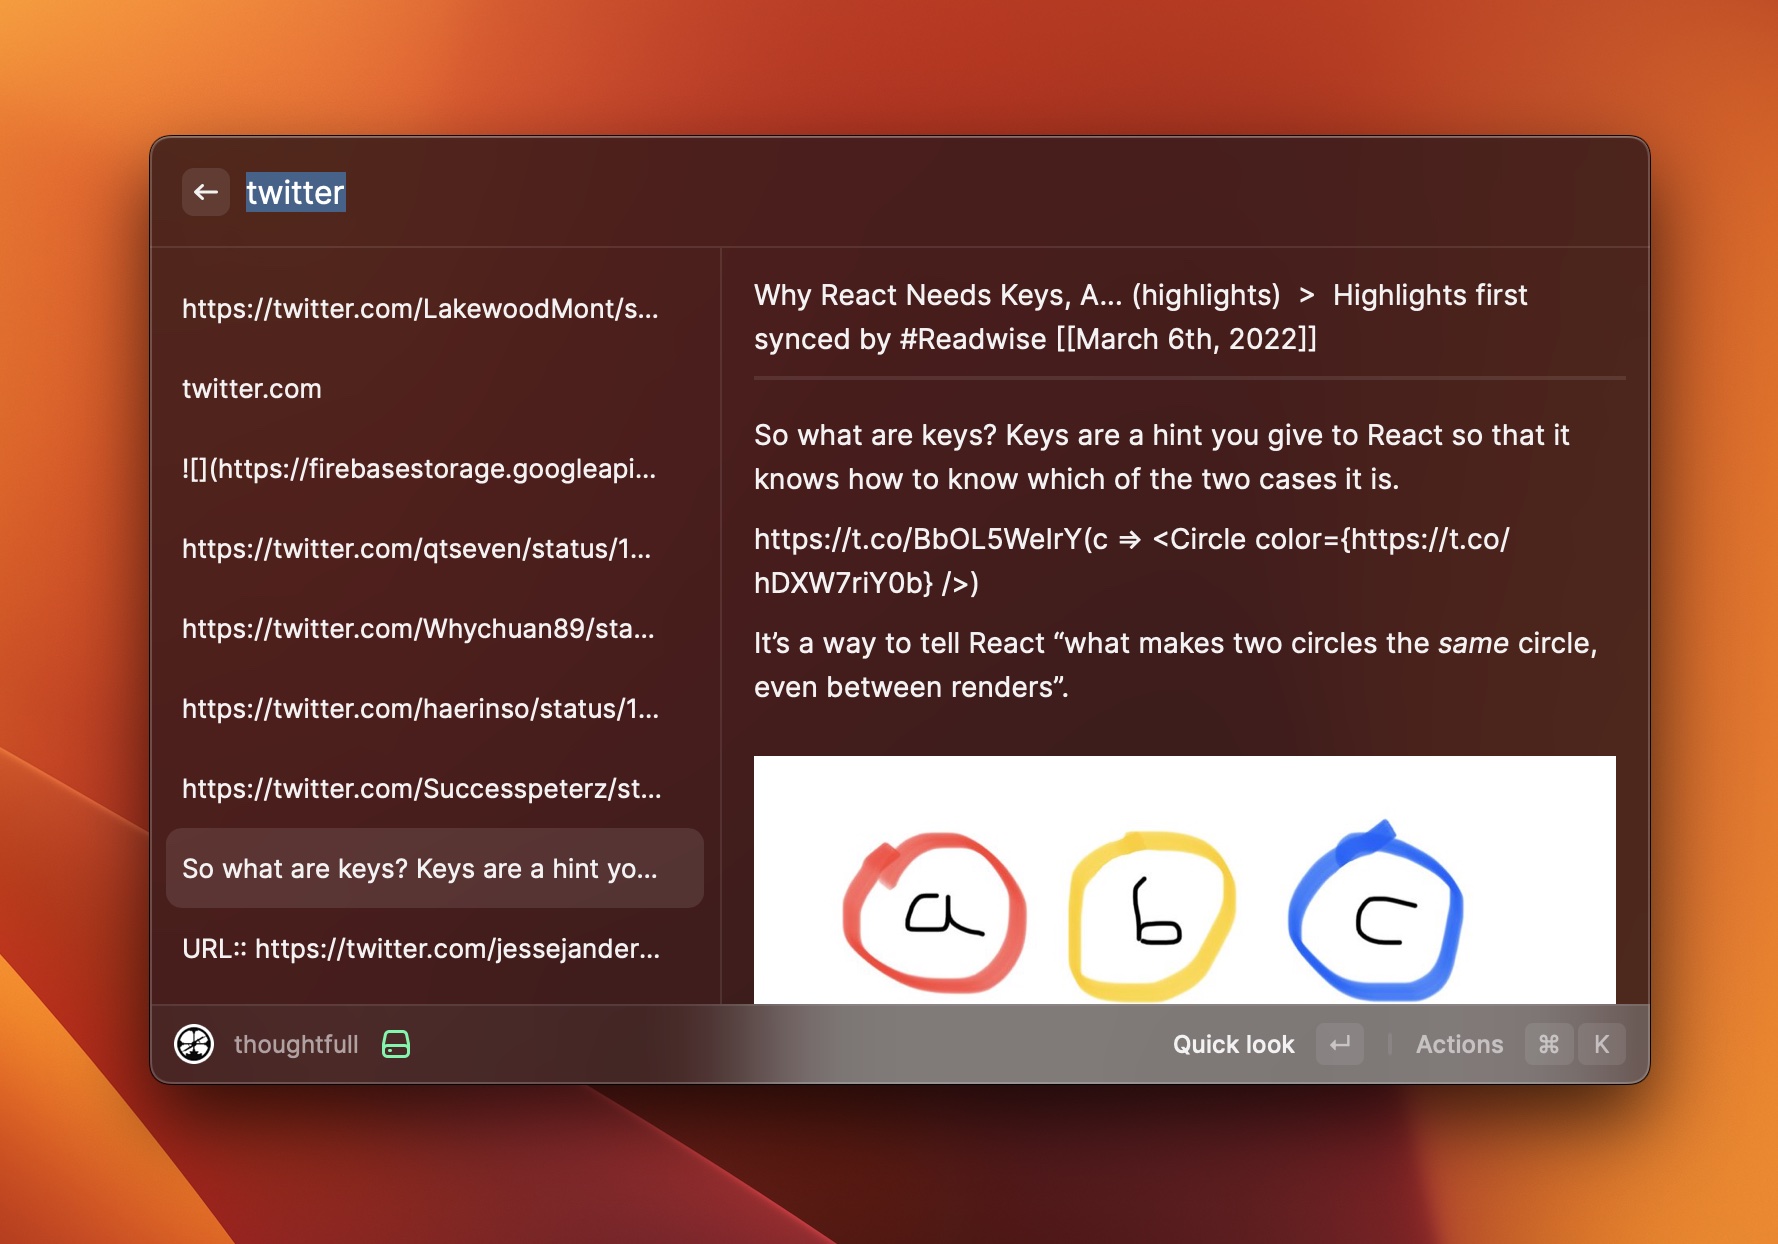 twitter
https://twitter.com/LakewoodMont/s...
twitter.com
![](https://firebasestorage.googleapi...
https://twitter.com/qtseven/status/1...
https://twitter.com/Whychuan89/sta...
https://twitter.com/haerinso/status/1...
https://twitter.com/Successpeterz/st...
So what are keys? Keys are a hint yo...
URL:: https://twitter.com/jessejander...
Why React Needs Keys, A... (highlights) > Highlights first
synced by #Readwise [[March 6th, 2022]]
So what are keys? Keys are a hint you give to React so that it
knows how to know which of the two cases it is.
https://t.co/BbOL5WeIrY(c ⇒ <Circle color={https://t.co/
hDXW7riY0b} />)
It’s a way to tell React “what makes two circles the same circle,
even between renders”.
a b c
thoughtfull
Quick look ↵ | Actions ⌘ K